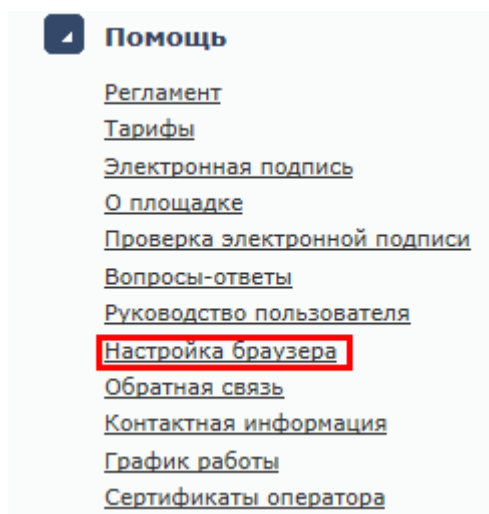 Помощь
Регламент
Тарифы
Электронная подпись
О площадке
Проверка электронной подписи
Вопросы-ответы
Руководство пользователя
Настройка браузера
Обратная связь
Контактная информация
График работы
Сертификаты оператора